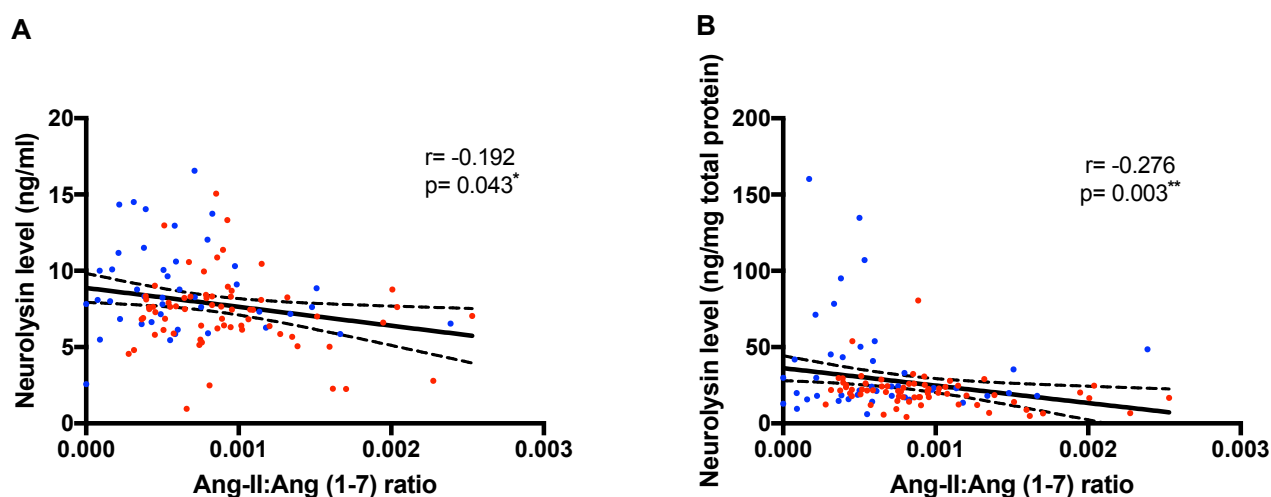 A
Neurolysin level (ng/ml)
20
15
10
5
0
r= -0.192
p= 0.043*
0.000
0.001
0.002
0.003
Ang-II:Ang (1-7) ratio
B
Neurolysin level (ng/mg total protein)
200
150
100
50
0
r= -0.276
p= 0.003**
0.000
0.001
0.002
0.003
Ang-II:Ang (1-7) ratio